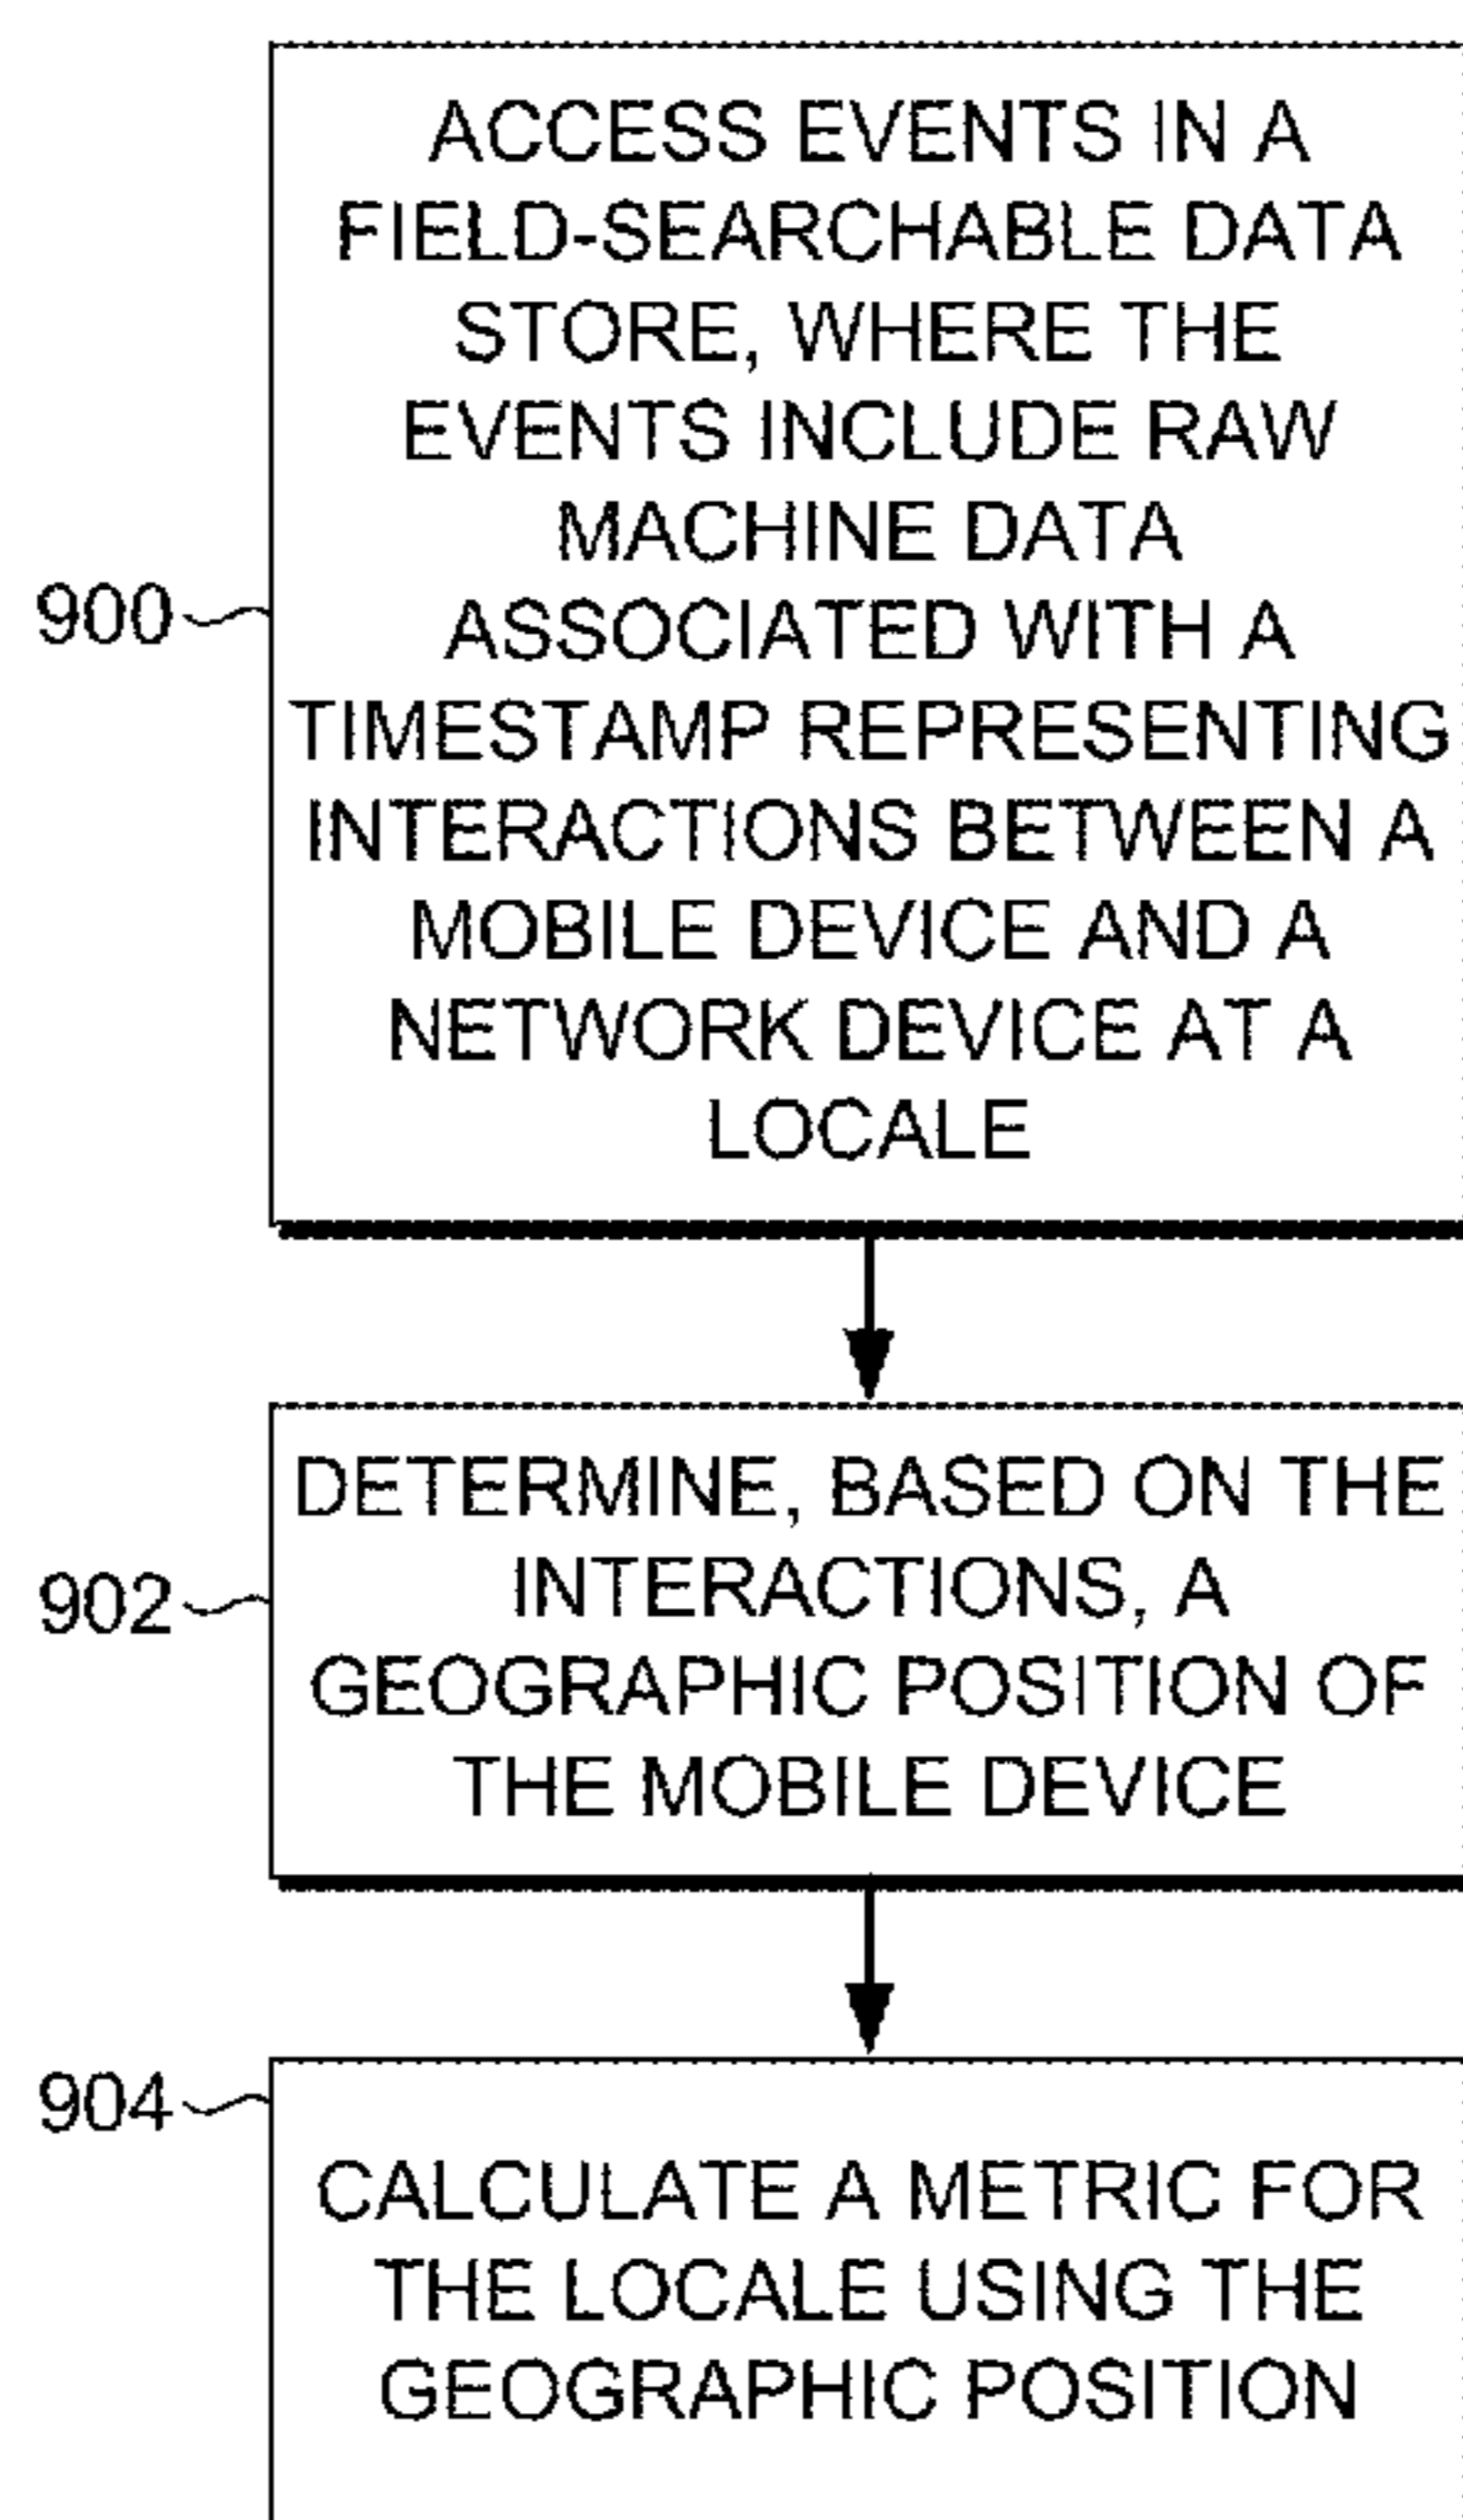 ACCESS EVENTS IN A
FIELD-SEARCHABLE DATA
STORE, WHERE THE
EVENTS INCLUDE RAW
MACHINE DATA
900
ASSOCIATED WITH A
TIMESTAMP REPRESENTING
INTERACTIONS BETWEEN A
MOBILE DEVICE AND A
NETWORK DEVICE AT A
LOCALE
DETERMINE, BASED ON THE
902
INTERACTIONS, A
GEOGRAPHIC POSITION OF
THE MOBILE DEVICE
904
CALCULATE A METRIC FOR
THE LOCALE USING THE
GEOGRAPHIC POSITION